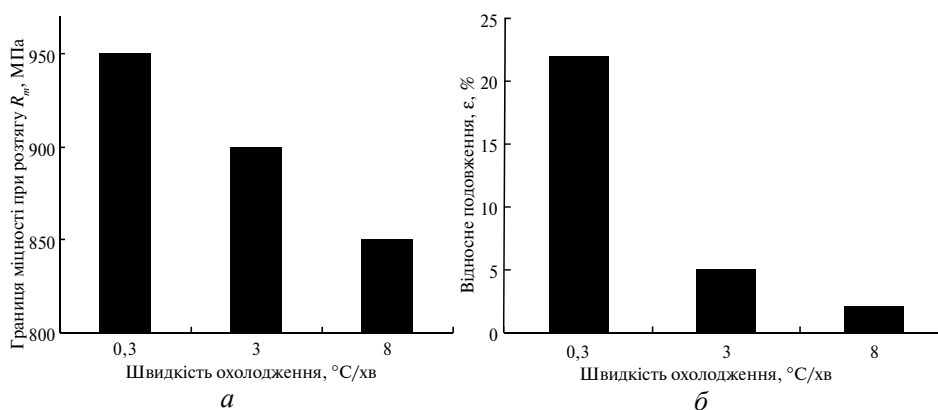 Границя міцності при розтягу Rm, МПа
950
900
850
800
0,3 3 8
Швидкість охолодження, °С/хв
а
Відносне подовження, ε, %
25
20
15
10
5
0
0,3 3 8
Швидкість охолодження, °С/хв
б